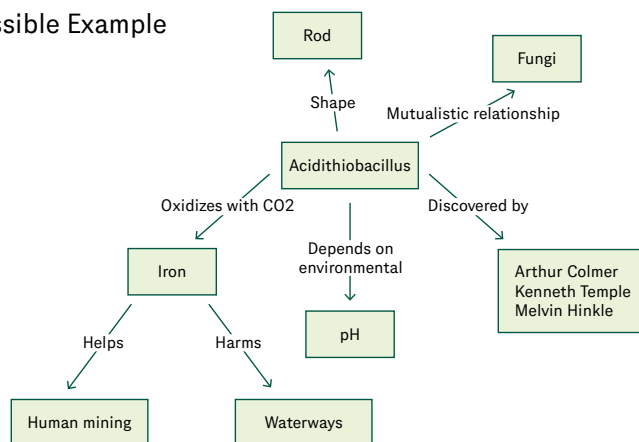 ssible Example
Rod
Fungi
Shape
Mutualistic relationship
Acidithiobacillus
Oxidizes with CO2
Discovered by
Depends on
environmental
Iron
Arthur Colmer
Kenneth Temple
Melvin Hinkle
pH
Helps
Harms
Human mining
Waterways